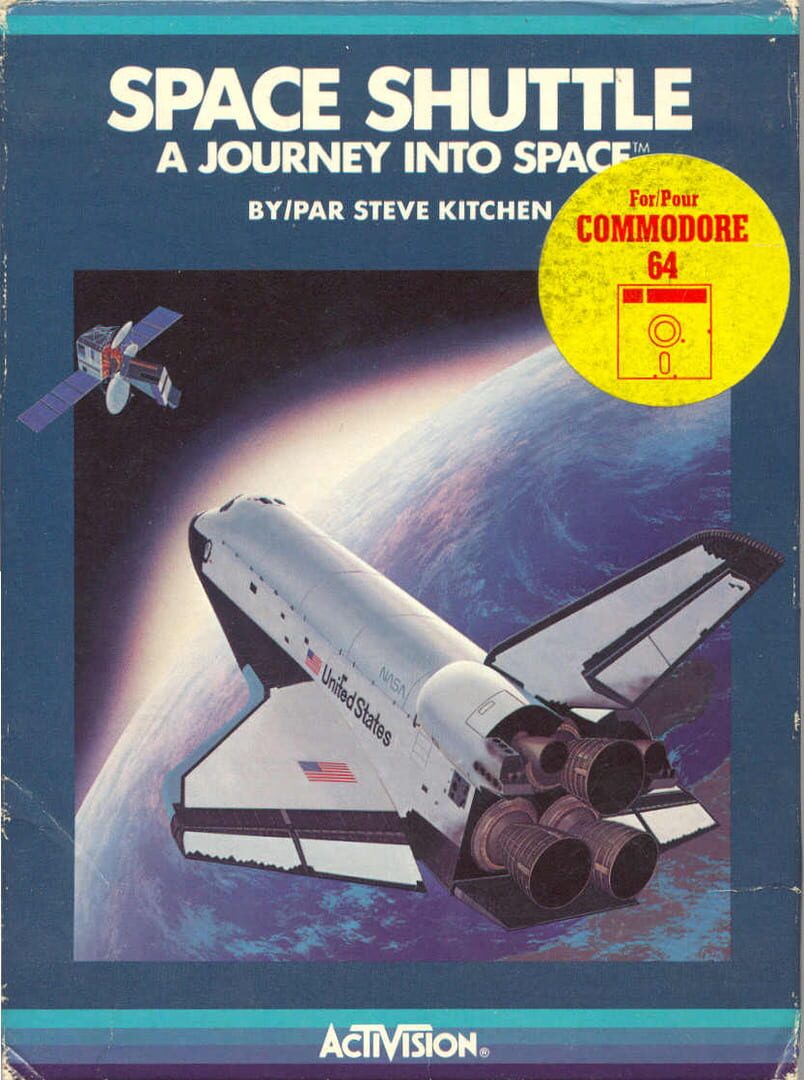 SPACE SHUTTLE
A JOURNEY INTO SPACE™
BY/PAR STEVE KITCHEN
For/Pour
COMMODORE
64
NASA
United States
ACTIVISION®